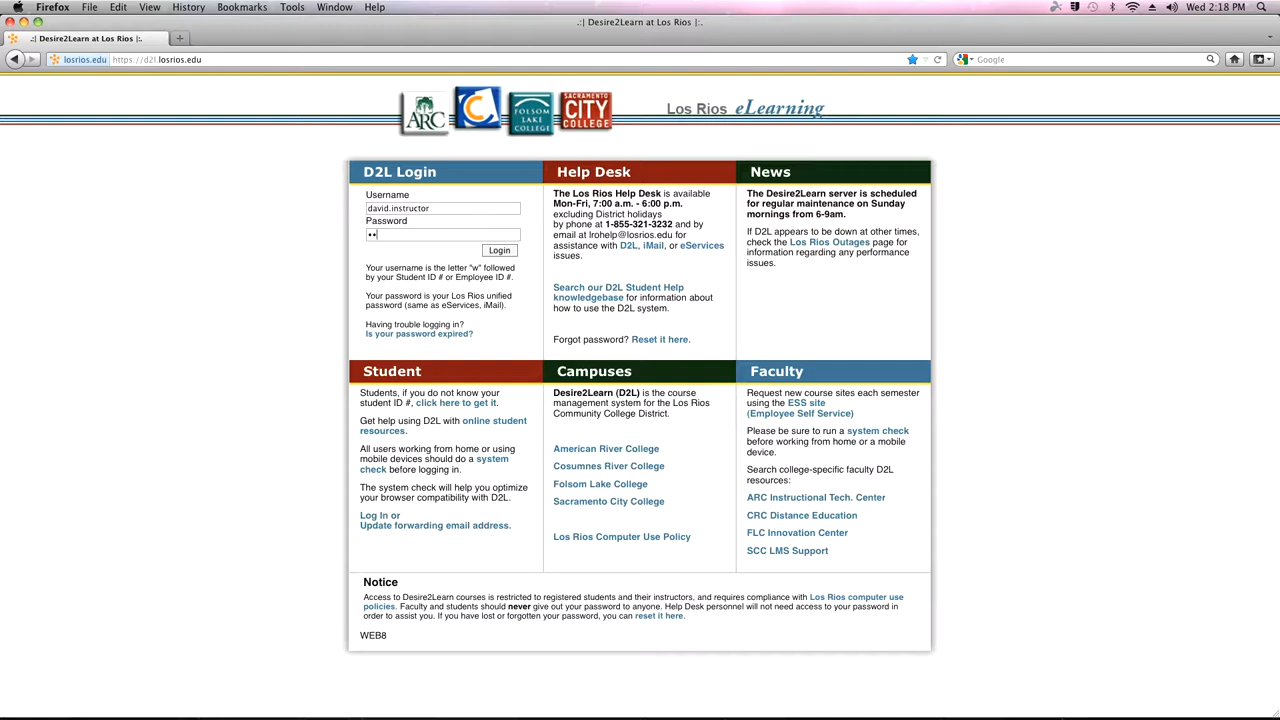 Firefox File Edit View History Bookmarks Tools Window Help Wed 2:18 PM
.:| Desire2Learn at Los Rios |:.
.:| Desire2Learn at Los Rios |:.
losrios.edu https://d2l.losrios.edu Google
ARC C FOLSOM LAKE COLLEGE SACRAMENTO CITY COLLEGE Los Rios eLearning
D2L Login
Username
david.instructor
Password
Login
Your username is the letter "w" followed
by your Student ID # or Employee ID #.
Your password is your Los Rios unified
password (same as eServices, iMail).
Having trouble logging in?
Is your password expired?
Help Desk
The Los Rios Help Desk is available
Mon-Fri, 7:00 a.m. - 6:00 p.m.
excluding District holidays
by phone at 1-855-321-3232 and by
email at lrohelp@losrios.edu for
assistance with D2L, iMail, or eServices
issues.
Search our D2L Student Help
knowledgebase for information about
how to use the D2L system.
Forgot password? Reset it here.
News
The Desire2Learn server is scheduled
for regular maintenance on Sunday
mornings from 6-9am.
If D2L appears to be down at other times,
check the Los Rios Outages page for
information regarding any performance
issues.
Student
Students, if you do not know your
student ID #, click here to get it.
Get help using D2L with online student
resources.
All users working from home or using
mobile devices should do a system
check before logging in.
The system check will help you optimize
your browser compatibility with D2L.
Log In or
Update forwarding email address.
Campuses
Desire2Learn (D2L) is the course
management system for the Los Rios
Community College District.
American River College
Cosumnes River College
Folsom Lake College
Sacramento City College
Los Rios Computer Use Policy
Faculty
Request new course sites each semester
using the ESS site
(Employee Self Service)
Please be sure to run a system check
before working from home or a mobile
device.
Search college-specific faculty D2L
resources:
ARC Instructional Tech. Center
CRC Distance Education
FLC Innovation Center
SCC LMS Support
Notice
Access to Desire2Learn courses is restricted to registered students and their instructors, and requires compliance with Los Rios computer use
policies. Faculty and students should never give out your password to anyone. Help Desk personnel will not need access to your password in
order to assist you. If you have lost or forgotten your password, you can reset it here.
WEB8